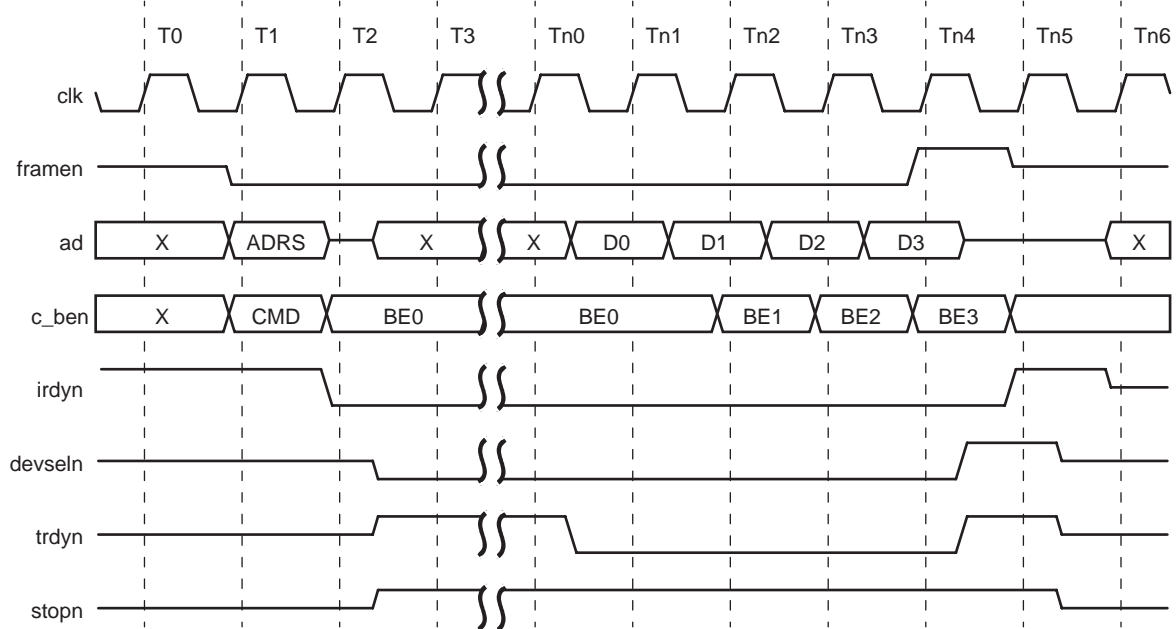 T0 T1 T2 T3 Tn0 Tn1 Tn2 Tn3 Tn4 Tn5 Tn6
clk
framen
ad X ADRS X X D0 D1 D2 D3 X
c_ben X CMD BE0 BE0 BE1 BE2 BE3
irdyn
devseln
trdyn
stopn